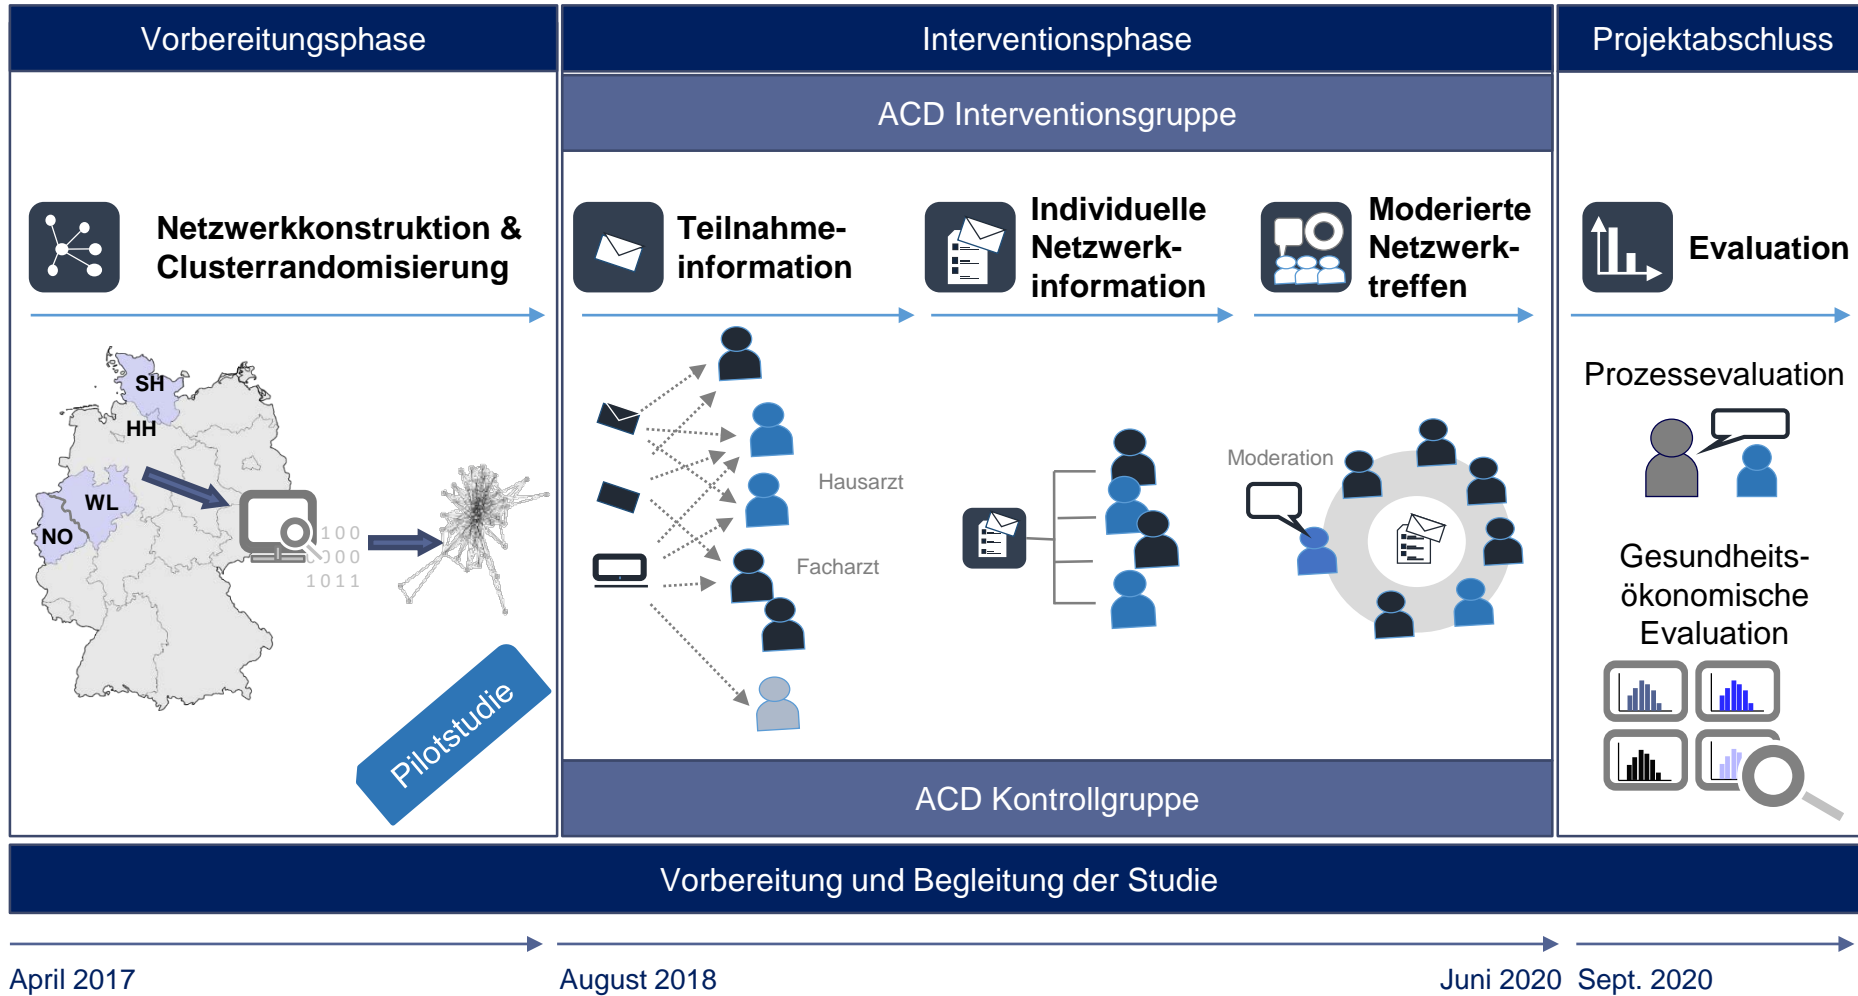 Vorbereitungsphase
Interventionsphase
Projektabschluss
ACD Interventionsgruppe
Netzwerkkonstruktion &
Clusterrandomisierung
Teilnahme-
information
Individuelle
Netzwerk-
information
Moderierte
Netzwerk-
treffen
Evaluation
SH
HH
WL
NO
100
000
1011
Pilotstudie
Hausarzt
Facharzt
Moderation
Prozessevaluation
Gesundheits-
ökonomische
Evaluation
ACD Kontrollgruppe
Vorbereitung und Begleitung der Studie
April 2017
August 2018
Juni 2020
Sept. 2020